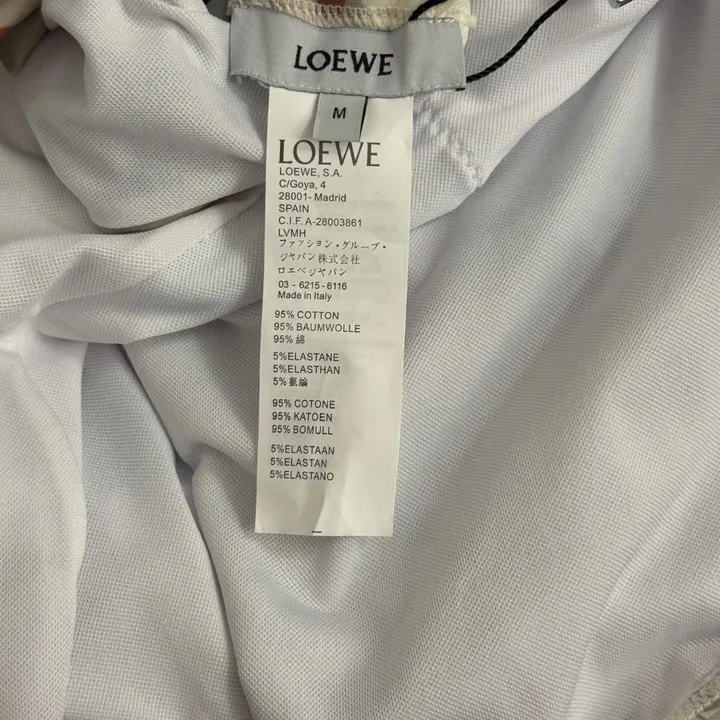 LOEWE
M
LOEWE
LOEWE, S.A.
C/Goya, 4
28001- Madrid
SPAIN
C.I.F. A-28003861
LVMH
ファッション・グループ・
ジャパン株式会社
ロエベジャパン
03 - 6215 - 6116
Made in Italy
95% COTTON
95% BAUMWOLLE
95% 綿
5%ELASTANE
5%ELASTHAN
5% 氨綸
95% COTONE
95% KATOEN
95% BOMULL
5%ELASTAAN
5%ELASTAN
5%ELASTANO